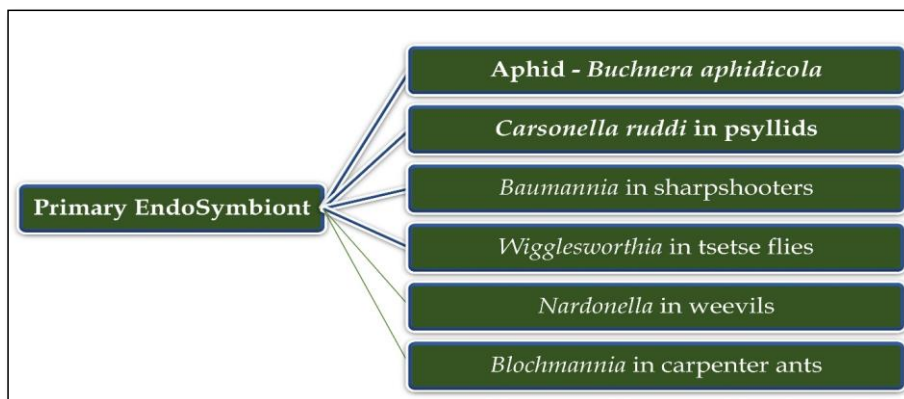 Aphid - Buchnera aphidicola
Carsonella ruddi in psyllids
Baumannia in sharpshooters
Primary EndoSymbiont
Wigglesworthia in tsetse flies
Nardonella in weevils
Blochmannia in carpenter ants